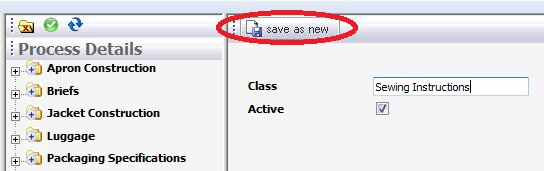 save as new
Process Details
Apron Construction
Briefs
Jacket Construction
Luggage
Packaging Specifications
Class Sewing Instructions
Active